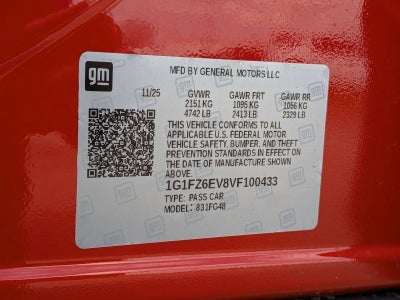 gm
MFD BY GENERAL MOTORS LLC
11/25 GVWR GAWR FRT GAWR RR
2151 KG 1095 KG 1056 KG
4742 LB 2413 LB 2329 LB
THIS VEHICLE CONFORMS TO ALL
APPLICABLE U.S. FEDERAL MOTOR
VEHICLE SAFETY, BUMPER, AND THEFT
PREVENTION STANDARDS IN EFFECT ON
THE DATE OF MANUFACTURE SHOWN
ABOVE.
1G1FZ6EV8VF100433
TYPE: PASS CAR
MODEL: 831FG48